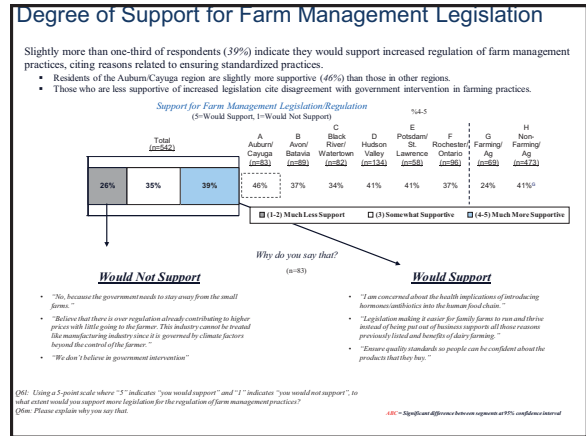 Degree of Support for Farm Management Legislation
Slightly more than one-third of respondents (39%) indicate they would support increased regulation of farm management
practices, citing reasons related to ensuring standardized practices.
▪ Residents of the Auburn/Cayuga region are slightly more supportive (46%) than those in other regions.
▪ Those who are less supportive of increased legislation cite disagreement with government intervention in farming practices.
Support for Farm Management Legislation/Regulation
(5=Would Support, 1=Would Not Support)
%4-5
Total
(n=542)
A
Auburn/
Cayuga
(n=83)
B
Avon/
Batavia
(n=89)
C
Black
River/
Watertown
(n=82)
D
Hudson
Valley
(n=134)
E
Potsdam/
St.
Lawrence
(n=58)
F
Rochester/
Ontario
(n=96)
G
Farming/
Ag
(n=69)
H
Non-
Farming/
Ag
(n=473)
26% 35% 39% 46% 37% 34% 41% 41% 37% 24% 41%G
(1-2) Much Less Support (3) Somewhat Supportive (4-5) Much More Supportive
Why do you say that?
(n=83)
Would Not Support
• "No, because the government needs to stay away from the small
farms."
• "Believe that there is over regulation already contributing to higher
prices with little going to the farmer. This industry cannot be treated
like manufacturing industry since it is governed by climate factors
beyond the control of the farmer."
• "We don't believe in government intervention"
Would Support
• "I am concerned about the health implications of introducing
hormones/antibiotics into the human food chain."
• "Legislation making it easier for family farms to run and thrive
instead of being put out of business supports all those reasons
previously listed and benefits of dairy farming."
• "Ensure quality standards so people can be confident about the
products that they buy."
Q6l: Using a 5-point scale where "5" indicates "you would support" and "1" indicates "you would not support", to
what extent would you support more legislation for the regulation of farm management practices?
Q6m: Please explain why you say that.
ABC = Significant difference between segments at 95% confidence interval